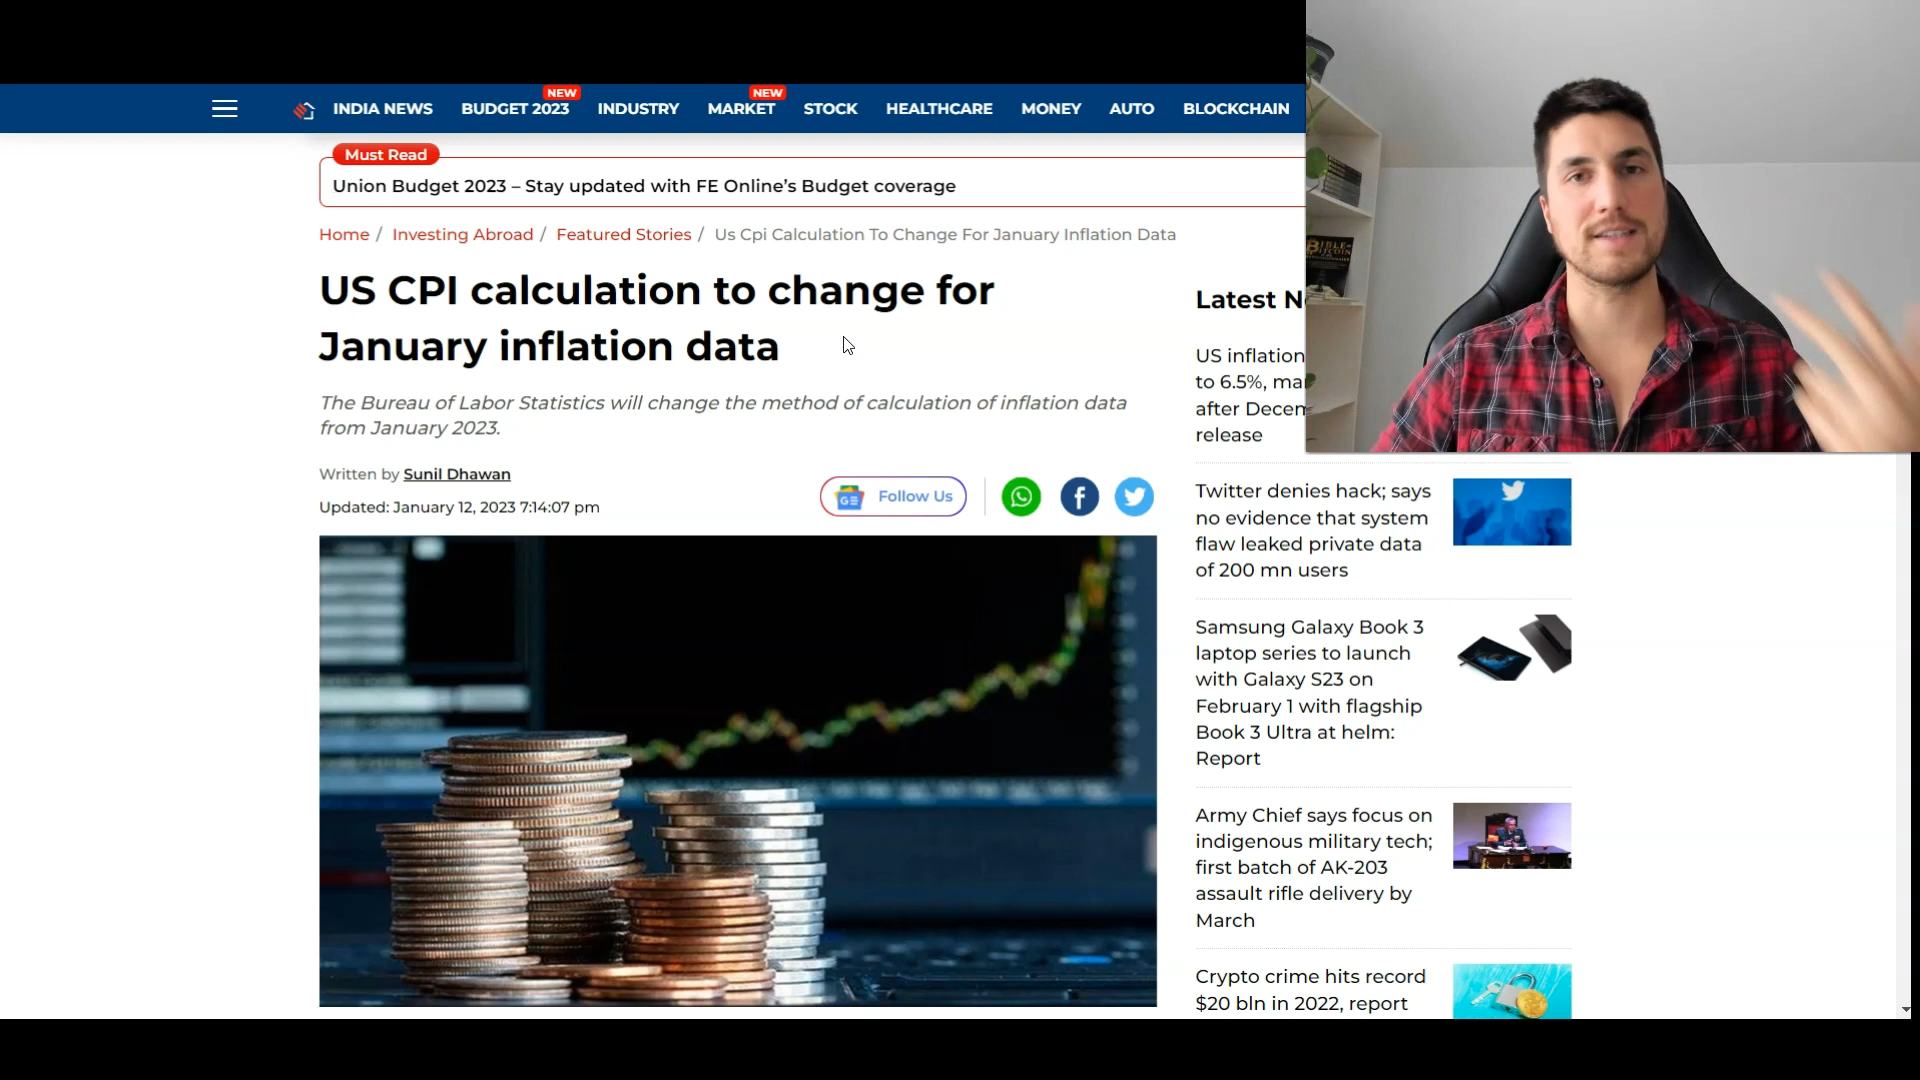 NEW
NEW
INDIA NEWS BUDGET 2023 INDUSTRY MARKET STOCK HEALTHCARE MONEY AUTO BLOCKCHAIN
Must Read
Union Budget 2023 – Stay updated with FE Online's Budget coverage
Home / Investing Abroad / Featured Stories / Us Cpi Calculation To Change For January Inflation Data
US CPI calculation to change for
January inflation data
The Bureau of Labor Statistics will change the method of calculation of inflation data
from January 2023.
Written by Sunil Dhawan
Updated: January 12, 2023 7:14:07 pm
GE Follow Us
Latest
US inflation
to 6.5%,
after
release
Twitter denies hack; says
no evidence that system
flaw leaked private data
of 200 mn users
Samsung Galaxy Book 3
laptop series to launch
with Galaxy S23 on
February 1 with flagship
Book 3 Ultra at helm:
Report
Army Chief says focus on
indigenous military tech;
first batch of AK-203
assault rifle delivery by
March
Crypto crime hits record
$20 bln in 2022, report